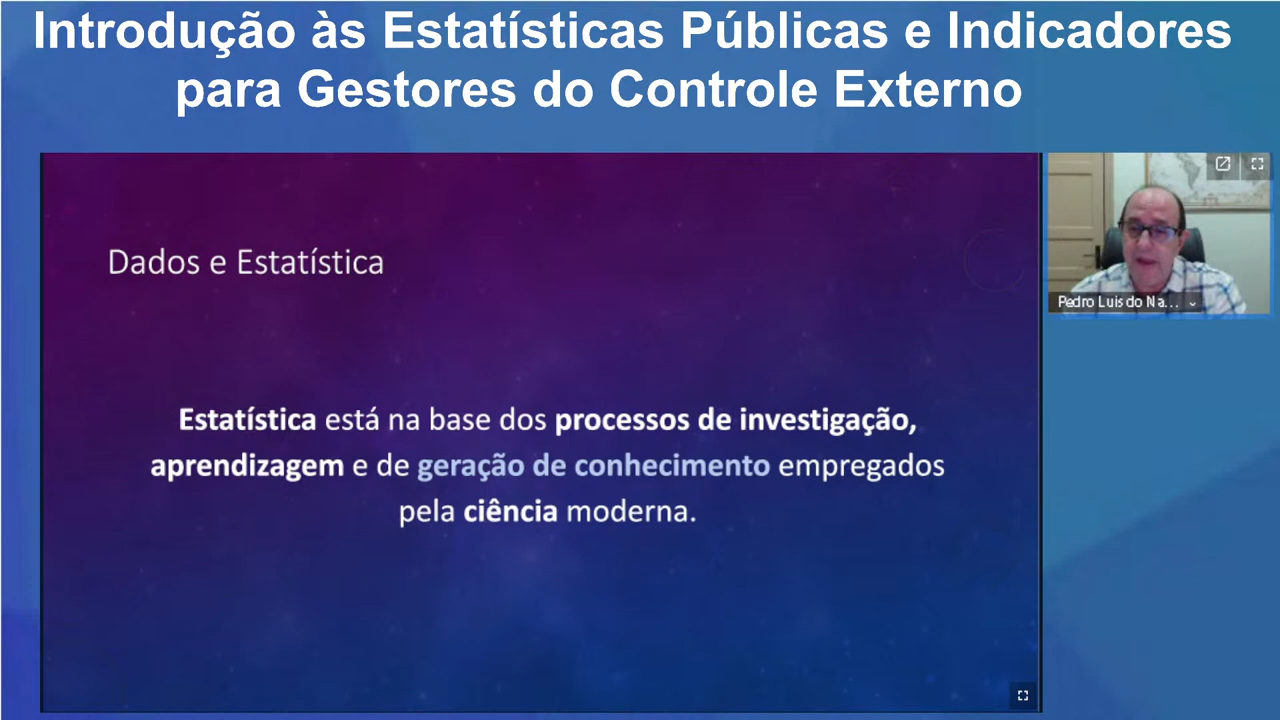 Introdução às Estatísticas Públicas e Indicadores
para Gestores do Controle Externo
Dados e Estatística
Estatística está na base dos processos de investigação,
aprendizagem e de geração de conhecimento empregados
pela ciência moderna.
Pedro Luis do Na...